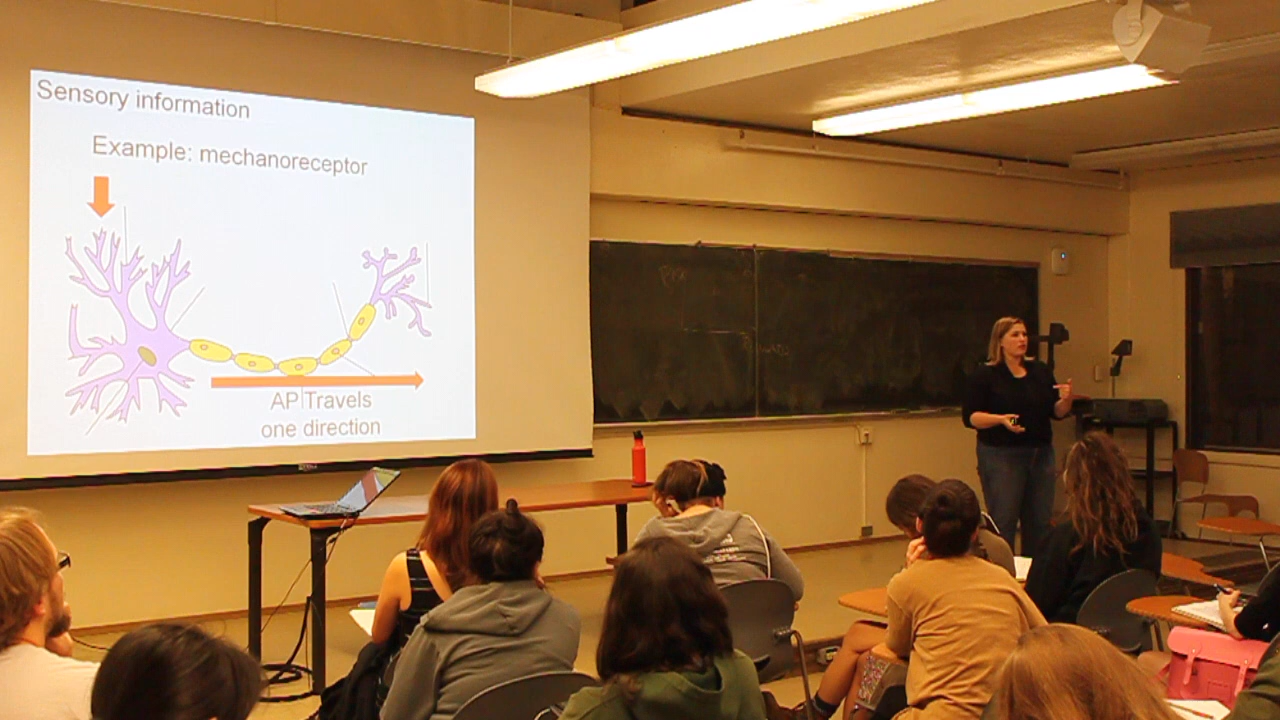 Sensory information
Example: mechanoreceptor
AP Travels
one direction